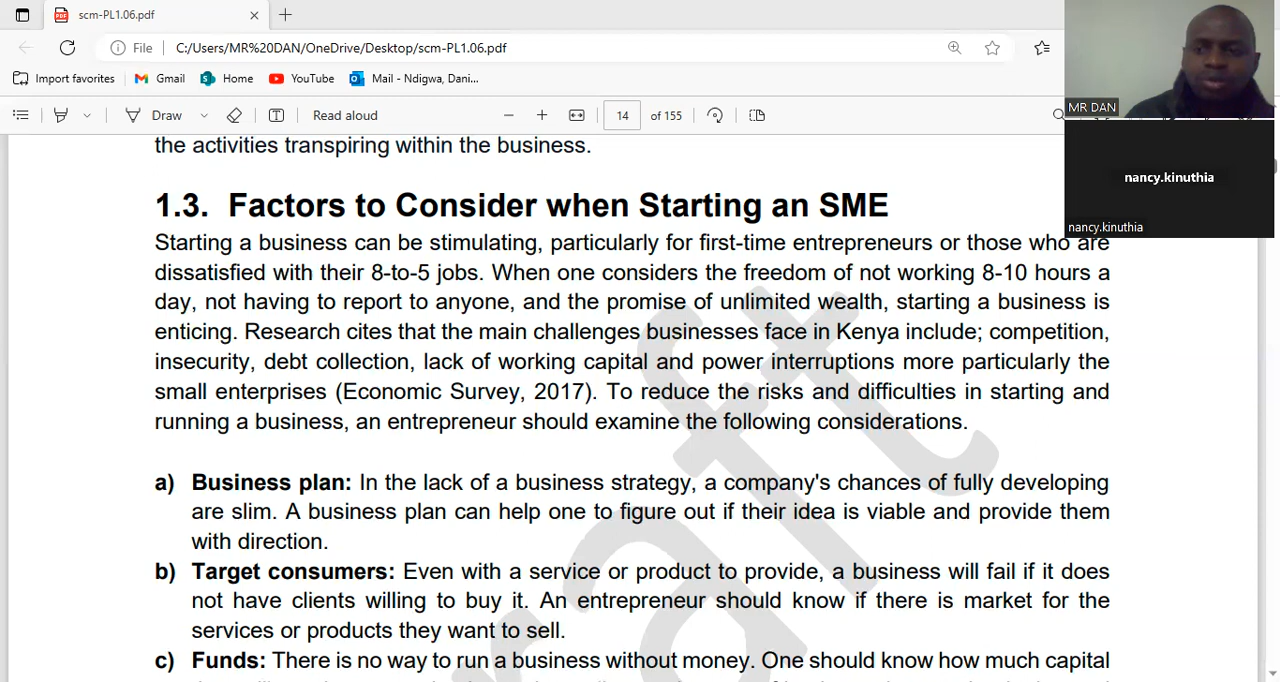 scm-PL1.06.pdf
File
C:/Users/MR%20DAN/OneDrive/Desktop/scm-PL1.06.pdf
Import favorites
Gmail
Home
YouTube
Mail - Ndigwa, Dani...
Draw
Read aloud
14 of 155
MR DAN
nancy.kinuthia
nancy.kinuthia
the activities transpiring within the business.
1.3. Factors to Consider when Starting an SME
Starting a business can be stimulating, particularly for first-time entrepreneurs or those who are
dissatisfied with their 8-to-5 jobs. When one considers the freedom of not working 8-10 hours a
day, not having to report to anyone, and the promise of unlimited wealth, starting a business is
enticing. Research cites that the main challenges businesses face in Kenya include; competition,
insecurity, debt collection, lack of working capital and power interruptions more particularly the
small enterprises (Economic Survey, 2017). To reduce the risks and difficulties in starting and
running a business, an entrepreneur should examine the following considerations.
a) Business plan: In the lack of a business strategy, a company's chances of fully developing
are slim. A business plan can help one to figure out if their idea is viable and provide them
with direction.
b) Target consumers: Even with a service or product to provide, a business will fail if it does
not have clients willing to buy it. An entrepreneur should know if there is market for the
services or products they want to sell.
c) Funds: There is no way to run a business without money. One should know how much capital